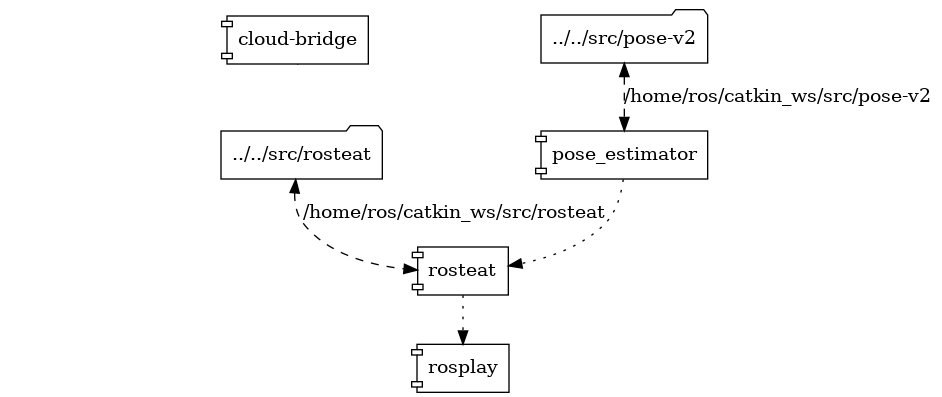 cloud-bridge
../../src/pose-v2
/home/ros/catkin_ws/src/pose-v2
../../src/rosteat
pose_estimator
/home/ros/catkin_ws/src/rosteat
rosteat
rosplay